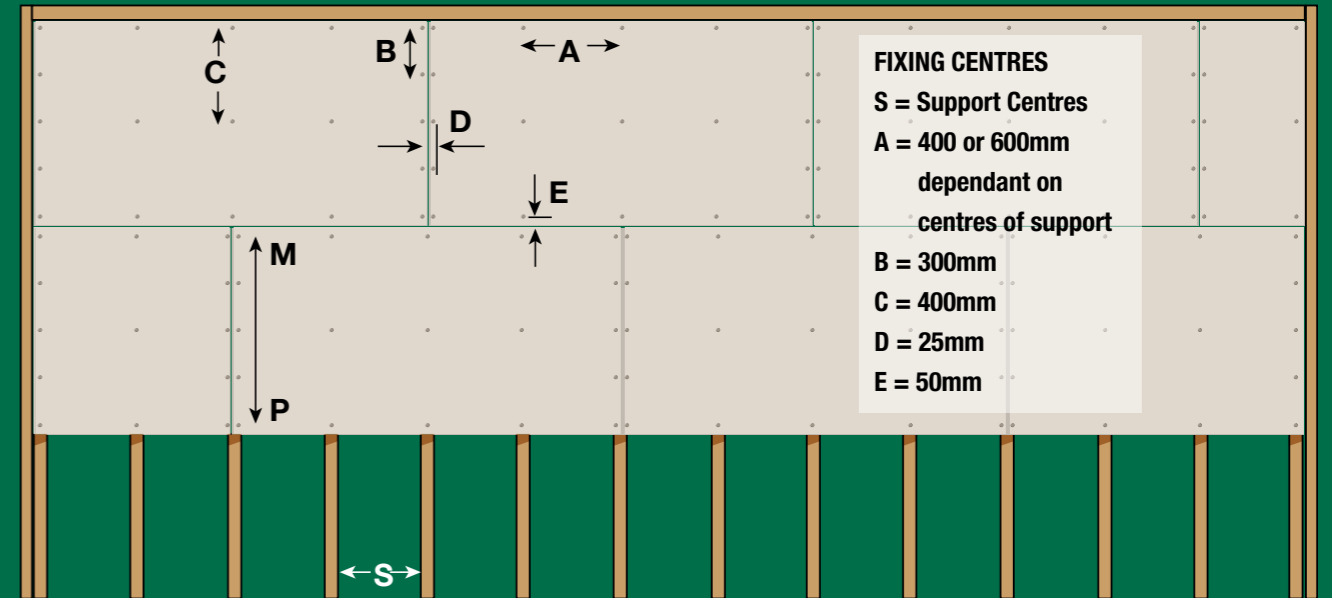 B
A
C
D
E
M
P
S
FIXING CENTRES
S = Support Centres
A = 400 or 600mm
dependant on
centres of support
B = 300mm
C = 400mm
D = 25mm
E = 50mm